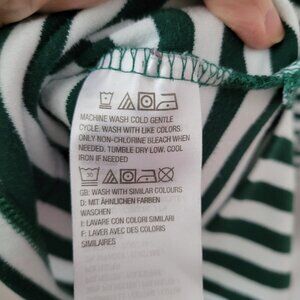 MACHINE WASH COLD GENTLE
CYCLE. WASH WITH LIKE COLORS.
ONLY NON-CHLORINE BLEACH WHEN
NEEDED. TUMBLE DRY LOW. COOL
IRON IF NEEDED
30
GB: WASH WITH SIMILAR COLOURS
D: MIT ÄHNLICHEN FARBEN
WASCHEN
I: LAVARE CON COLORI SIMILARI
F: LAVER AVEC DES COLORIS
SIMILAIRES